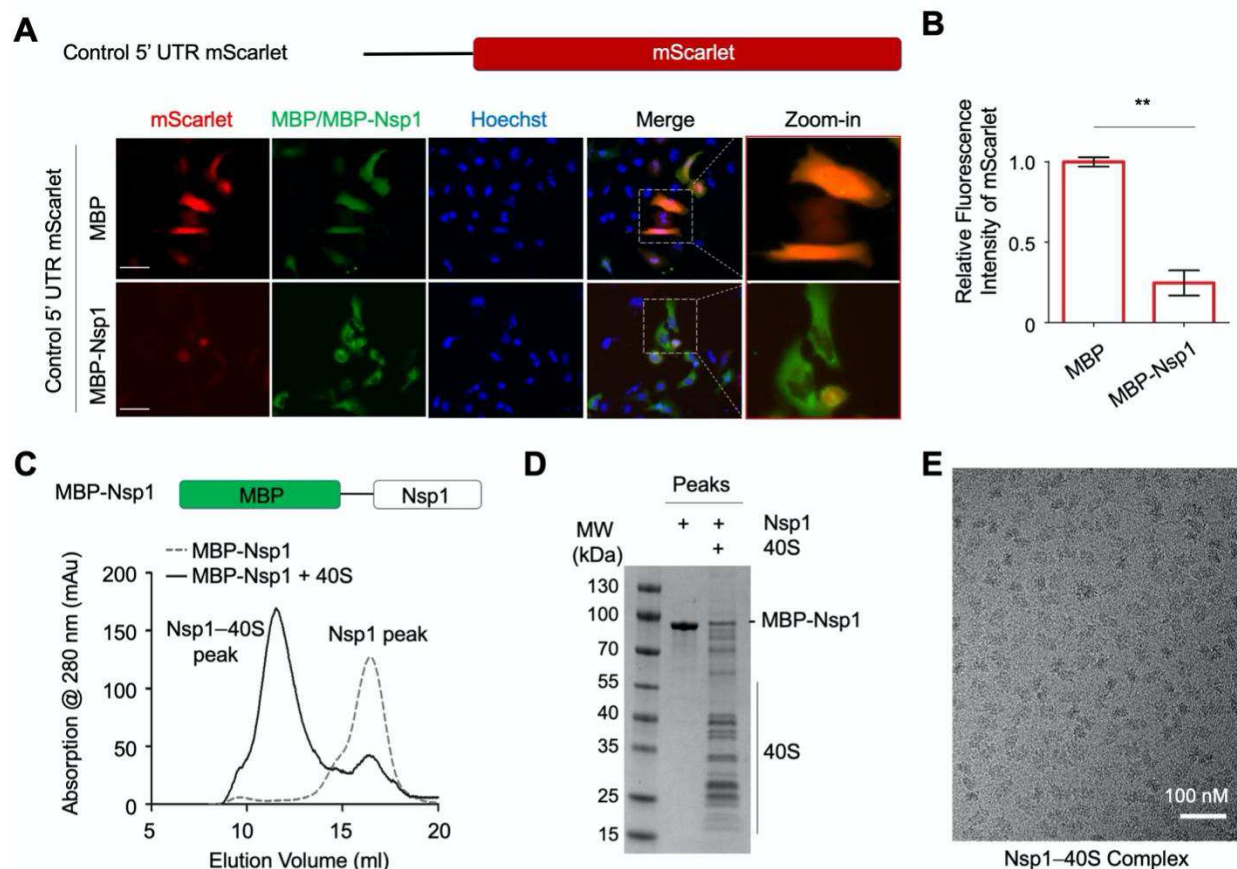 A
Control 5' UTR mScarlet
mScarlet
mScarlet MBP/MBP-Nsp1 Hoechst Merge Zoom-in
Control 5' UTR mScarlet
MBP
MBP-Nsp1
B
Relative Fluorescence
Intensity of mScarlet
**
1.0
0.5
0
MBP
MBP-Nsp1
C
MBP-Nsp1
MBP
Nsp1
MBP-Nsp1
MBP-Nsp1 + 40S
Absorption @ 280 nm (mAu)
200
150
100
50
0
Nsp1–40S
peak
Nsp1 peak
5 10 15 20
Elution Volume (ml)
D
Peaks
MW
(kDa)
+ + Nsp1
+ 40S
130
100
70
55
40
35
25
15
- MBP-Nsp1
40S
E
100 nM
Nsp1–40S Complex